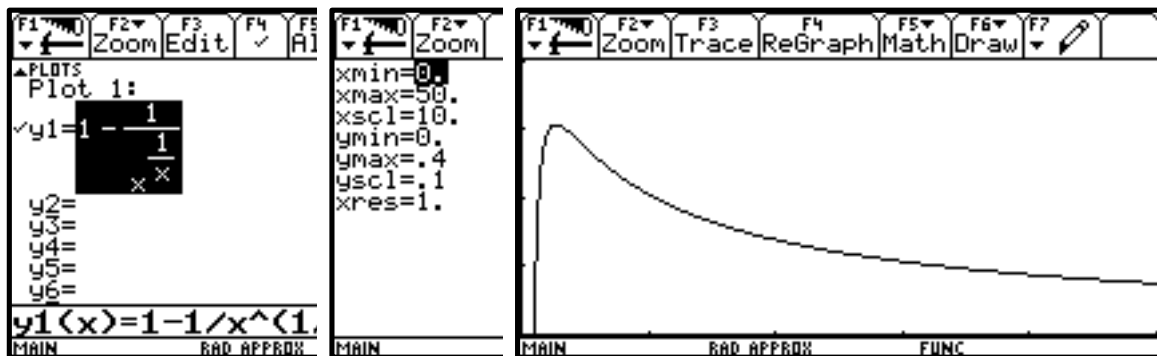 F1 F2 F3 F4 F5
Zoom Edit ✓ Al
PLOTS
Plot 1:
✓y1=1 - 1/x^(1/x)
y2=
y3=
y4=
y5=
y6=
y1(x)=1-1/x^(1/
MAIN RAD APPROX
F1 F2
Zoom
xmin=0.
xmax=50.
xscl=10.
ymin=0.
ymax=.4
yscl=.1
xres=1.
MAIN
F1 F2 F3 F4 F5 F6 F7
Zoom Trace ReGraph Math Draw
MAIN RAD APPROX FUNC